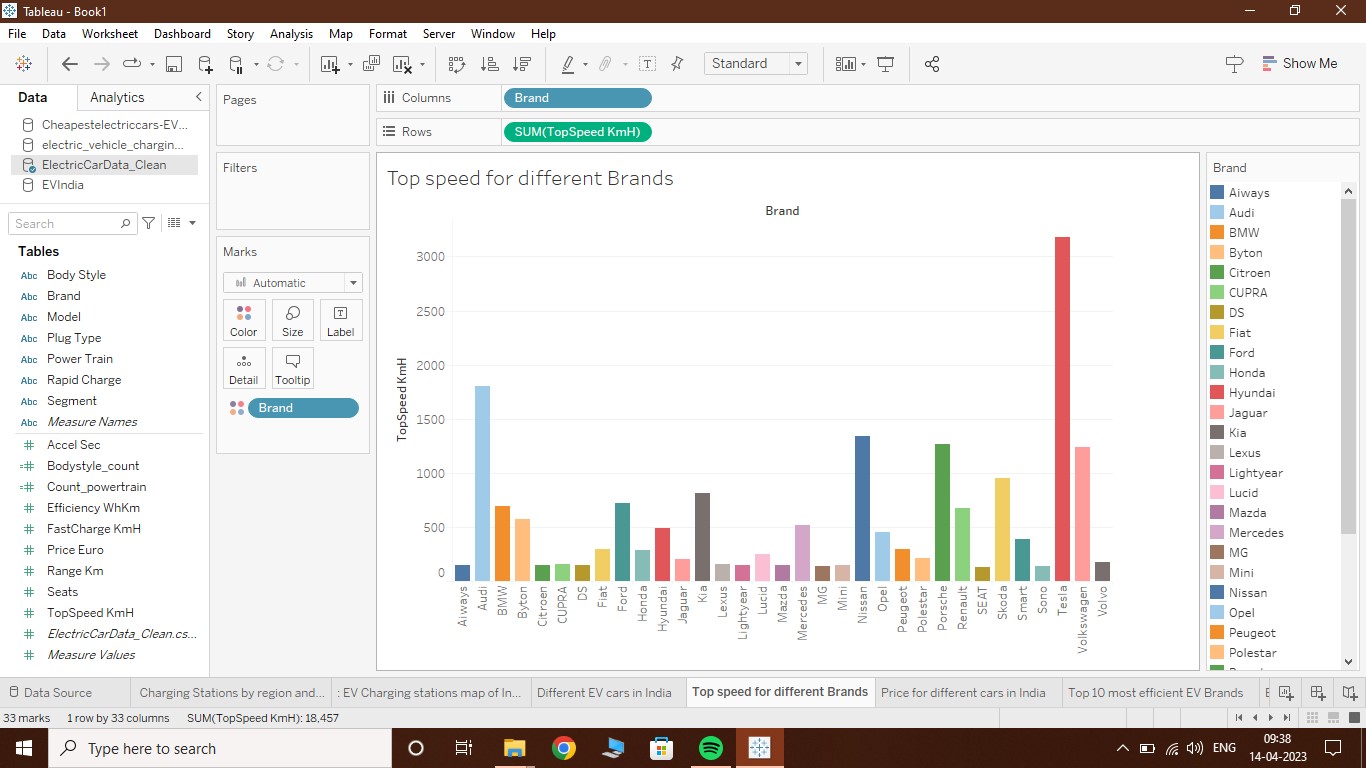 Tableau - Book1
File Data Worksheet Dashboard Story Analysis Map Format Server Window Help
Standard
Show Me
Data Analytics
Cheapestelectriccars-EV...
electric_vehicle_chargin...
ElectricCarData_Clean
EVIndia
Search
Tables
Abc Body Style
Abc Brand
Abc Model
Abc Plug Type
Abc Power Train
Abc Rapid Charge
Abc Segment
Abc Measure Names
# Accel Sec
=# Bodystyle_count
=# Count_powertrain
# Efficiency WhKm
# FastCharge KmH
# Price Euro
# Range Km
# Seats
# TopSpeed KmH
# ElectricCarData_Clean.cs...
# Measure Values
Pages
Filters
Marks
Automatic
Color Size Label
Detail Tooltip
Brand
Columns Brand
Rows SUM(TopSpeed KmH)
Top speed for different Brands
Brand
TopSpeed KmH
3000
2500
2000
1500
1000
500
0
Aiways
Audi
BMW
Byton
Citroen
CUPRA
DS
Fiat
Ford
Honda
Hyundai
Jaguar
Kia
Lexus
Lightyear
Lucid
Mazda
Mercedes
MG
Mini
Nissan
Opel
Peugeot
Polestar
Porsche
Renault
SEAT
Skoda
Smart
Sono
Tesla
Volkswagen
Volvo
Brand
Aiways
Audi
BMW
Byton
Citroen
CUPRA
DS
Fiat
Ford
Honda
Hyundai
Jaguar
Kia
Lexus
Lightyear
Lucid
Mazda
Mercedes
MG
Mini
Nissan
Opel
Peugeot
Polestar
Data Source Charging Stations by region and... : EV Charging stations map of In... Different EV cars in India Top speed for different Brands Price for different cars in India Top 10 most efficient EV Brands
33 marks 1 row by 33 columns SUM(TopSpeed KmH): 18,457
Type here to search
ENG
09:38
14-04-2023